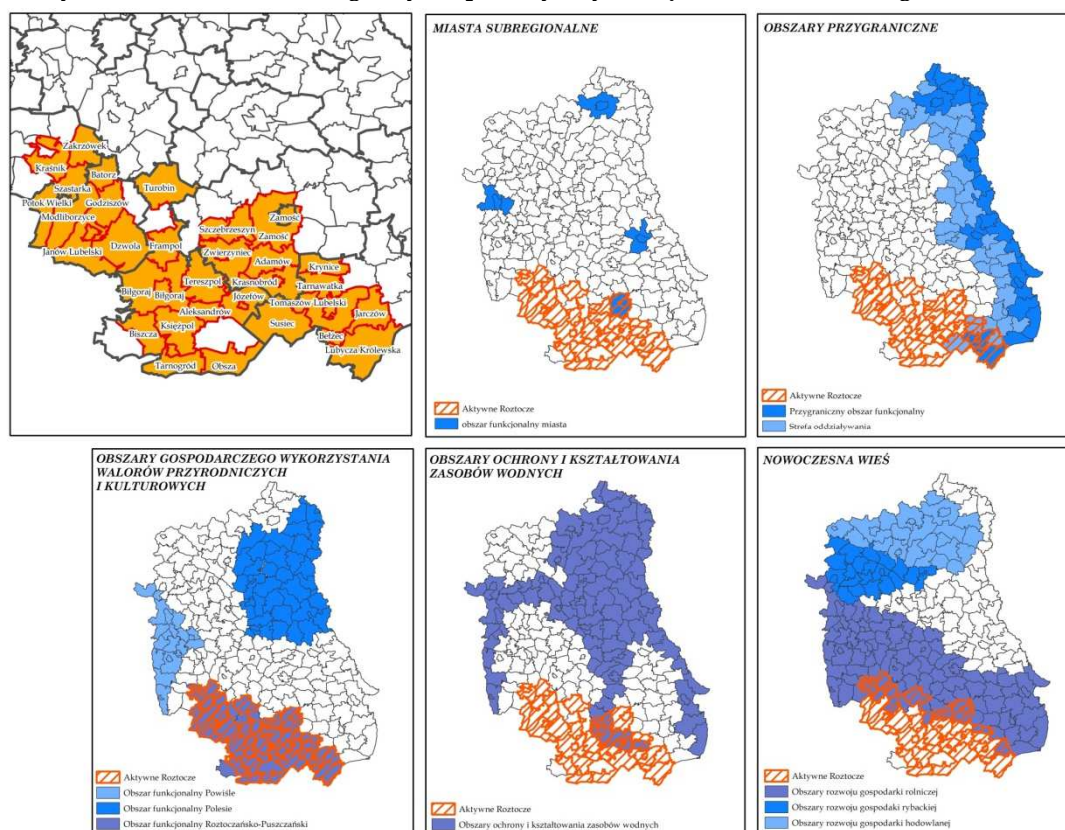 Zakrzówek
Kraśnik
Batorz
Szastarka
Turobin
Potok Wielki
Godziszów
Modliborzyce
Szczebrzeszyn
Zamość
Zamość
Janów Lubelski
Dzwola
Frampol
Zwierzyniec
Adamów
Krynice
Tereszpol
Krasnobród
Tarnawatka
Biłgoraj
Biłgoraj
Józefów
Tomaszów Lubelski
Aleksandrów
Jarczów
Księżpol
Susiec
Biszcza
Bełżec
Lubycza Królewska
Tarnogród
Obsza
MIASTA SUBREGIONALNE
Aktywne Roztocze
obszar funkcjonalny miasta
OBSZARY PRZYGRANICZNE
Aktywne Roztocze
Przygraniczny obszar funkcjonalny
Strefa oddziaływania
OBSZARY GOSPODARCZEGO WYKORZYSTANIA
WALORÓW PRZYRODNICZYCH
I KULTUROWYCH
Aktywne Roztocze
Obszar funkcjonalny Powiśle
Obszar funkcjonalny Polesie
Obszar funkcjonalny Roztoczańsko-Puszczański
OBSZARY OCHRONY I KSZTAŁTOWANIA
ZASOBÓW WODNYCH
Aktywne Roztocze
Obszary ochrony i kształtowania zasobów wodnych
NOWOCZESNA WIEŚ
Aktywne Roztocze
Obszary rozwoju gospodarki rolniczej
Obszary rozwoju gospodaki rybackiej
Obszary rozwoju gospodarki hodowlanej